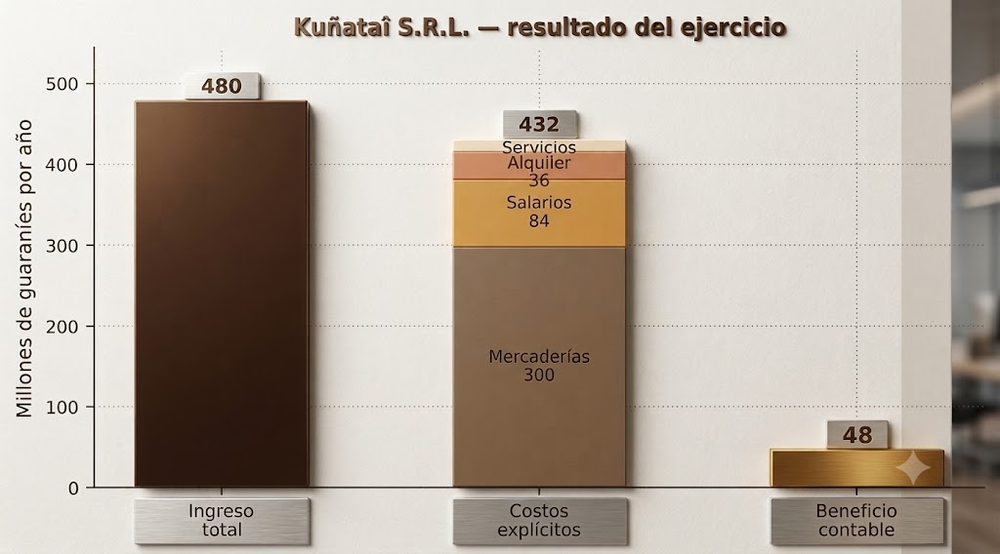 Kuñataî S.R.L. — resultado del ejercicio
Millones de guaraníes por año
500
400
300
200
100
0
480
432
Servicios
Alquiler
36
Salarios
84
Mercaderías
300
48
Ingreso
total
Costos
explícitos
Beneficio
contable